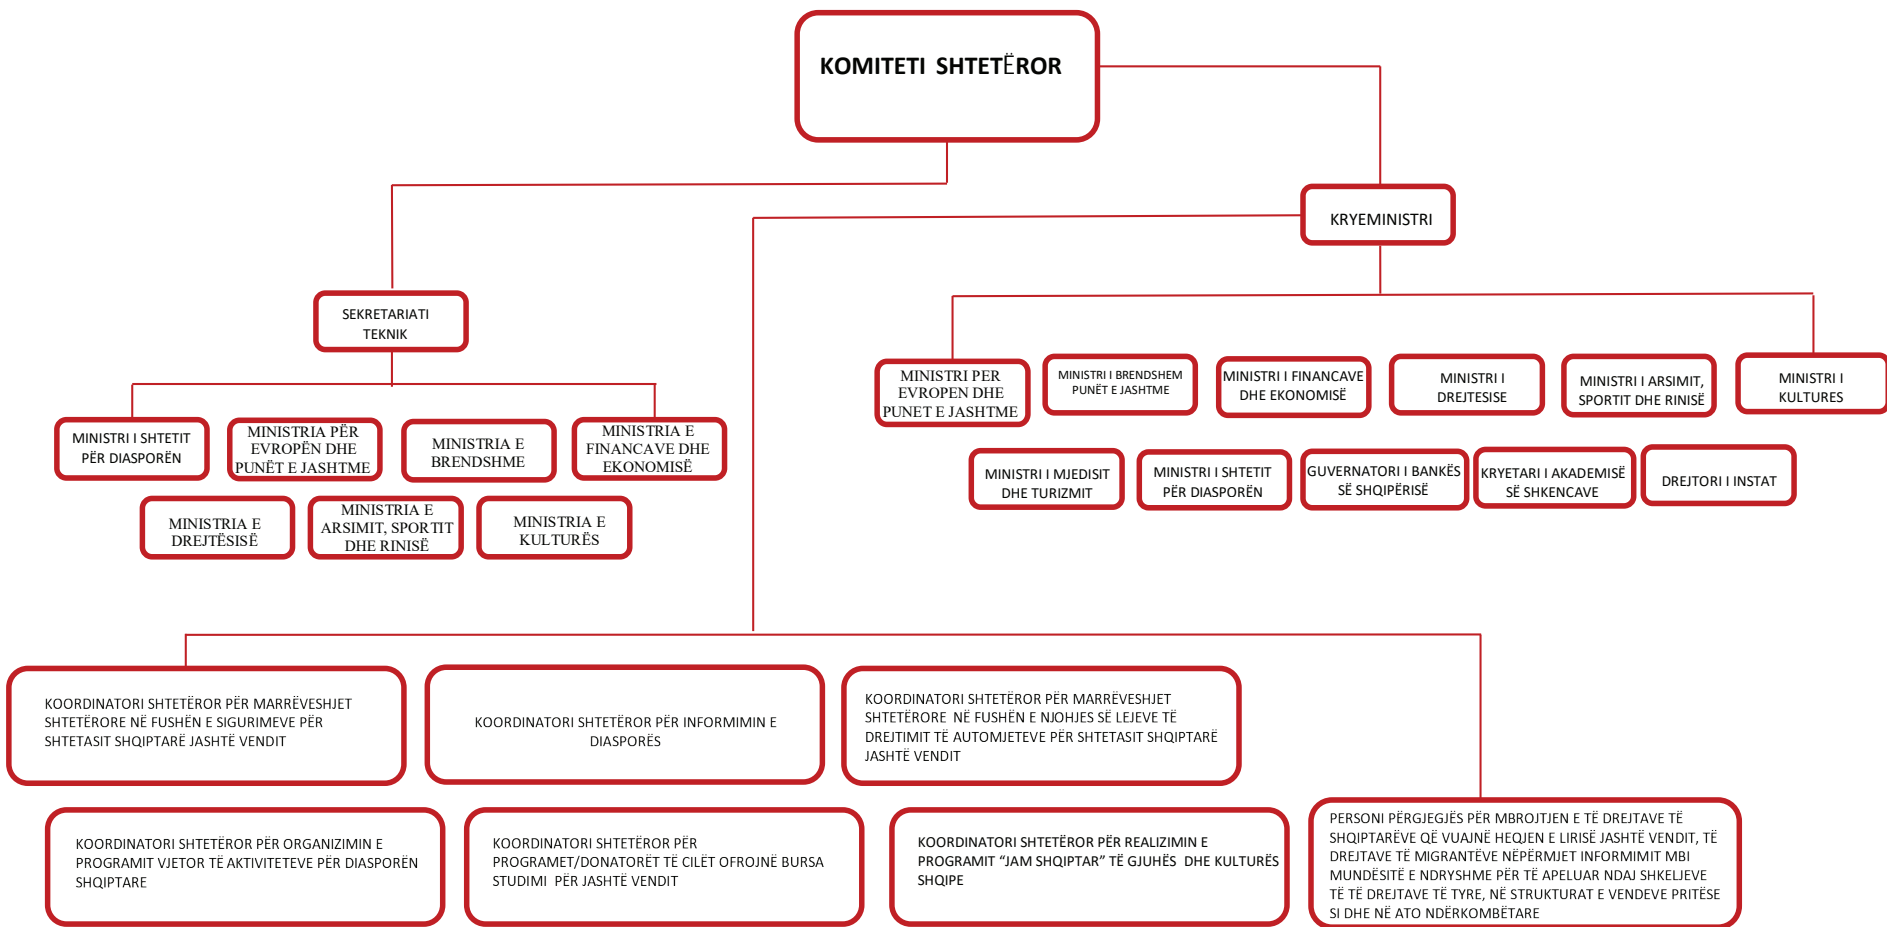 KOMITETI SHTETËROR
KRYEMINISTRI
SEKRETARIATI
TEKNIK
MINISTRI PER
EVROPEN DHE
PUNET E JASHTME
MINISTRI I BRENDSHEM
PUNËT E JASHTME
MINISTRI I FINANCAVE
DHE EKONOMISË
MINISTRI I
DREJTESISE
MINISTRI I ARSIMIT,
SPORTIT DHE RINISË
MINISTRI I
KULTURES
MINISTRI I SHTETIT
PËR DIASPORËN
MINISTRIA PËR
EVROPËN DHE
PUNËT E JASHTME
MINISTRIA E
BRENDSHME
MINISTRIA E
FINANCAVE DHE
EKONOMISË
MINISTRI I MJEDISIT
DHE TURIZMIT
MINISTRI I SHTETIT
PËR DIASPORËN
GUVERNATORI I BANKËS
SË SHQIPËRISË
KRYETARI I AKADEMISË
SË SHKENCAVE
DREJTORI I INSTAT
MINISTRIA E
DREJTËSISË
MINISTRIA E
ARSIMIT, SPORTIT
DHE RINISË
MINISTRIA E
KULTURËS
KOORDINATORI SHTETËROR PËR MARRËVESHJET
SHTETËRORE NË FUSHËN E SIGURIMEVE PËR
SHTETASIT SHQIPTARË JASHTË VENDIT
KOORDINATORI SHTETËROR PËR INFORMIMIN E
DIASPORËS
KOORDINATORI SHTETËROR PËR MARRËVESHJET
SHTETËRORE NË FUSHËN E NJOHJES SË LEJEVE TË
DREJTIMIT TË AUTOMJETEVE PËR SHTETASIT SHQIPTARË
JASHTË VENDIT
KOORDINATORI SHTETËROR PËR ORGANIZIMIN E
PROGRAMIT VJETOR TË AKTIVITETEVE PËR DIASPORËN
SHQIPTARE
KOORDINATORI SHTETËROR PËR
PROGRAMET/DONATORËT TË CILËT OFROJNË BURSA
STUDIMI PËR JASHTË VENDIT
KOORDINATORI SHTETËROR PËR REALIZIMIN E
PROGRAMIT “JAM SHQIPTAR” TË GJUHËS DHE KULTURËS
SHQIPE
PERSONI PËRGJEGJËS PËR MBROJTJEN E TË DREJTAVE TË
SHQIPTARËVE QË VUAJNË HEQJEN E LIRISË JASHTË VENDIT, TË
DREJTAVE TË MIGRANTËVE NËPËRMJET INFORMIMIT MBI
MUNDËSITË E NDRYSHME PËR TË APELUAR NDAJ SHKELJEVE
TË TË DREJTAVE TË TYRE, NË STRUKTURAT E VENDEVE PRITËSE
SI DHE NË ATO NDËRKOMBËTARE